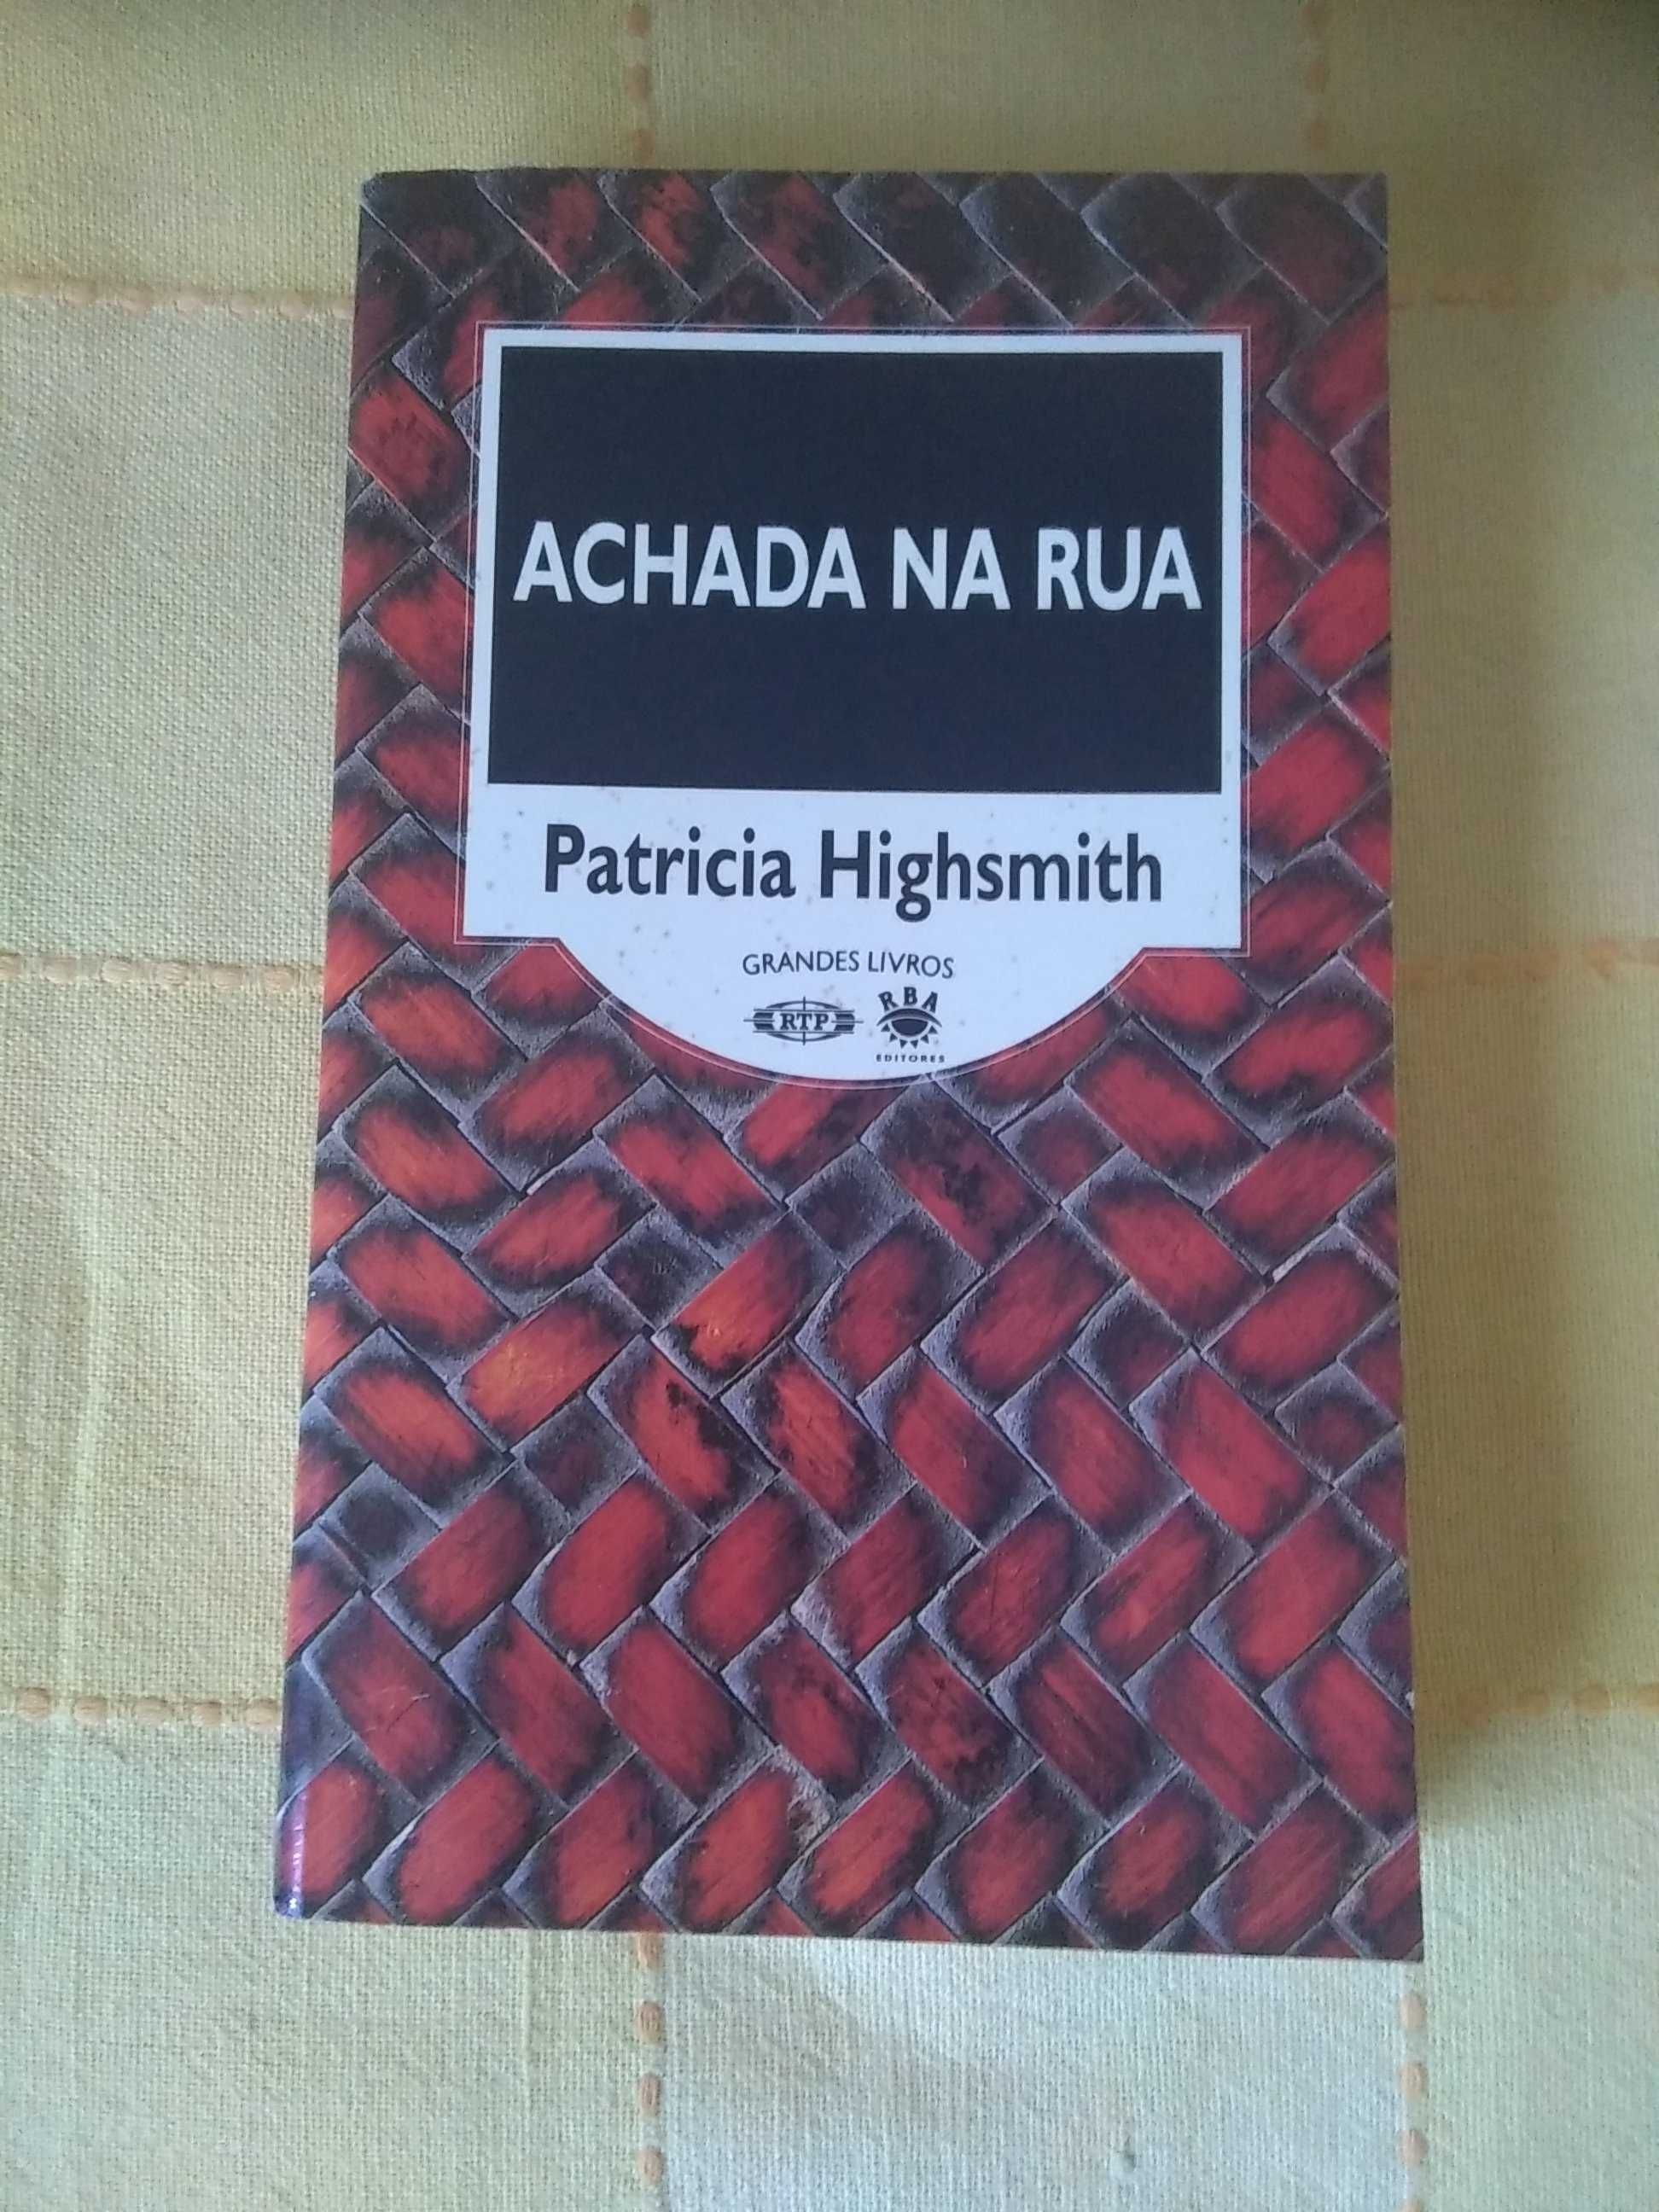 ACHADA NA RUA
Patricia Highsmith
GRANDES LIVROS
RTP
RBA
EDITORES